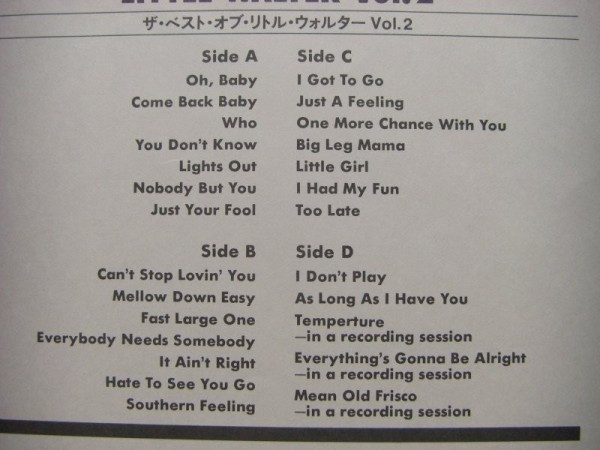 LITTLE WALTER VOL. 2
ザ・ベスト・オブ・リトル・ウォルター Vol.2
Side A
Oh, Baby
Come Back Baby
Who
You Don't Know
Lights Out
Nobody But You
Just Your Fool
Side B
Can't Stop Lovin' You
Mellow Down Easy
Fast Large One
Everybody Needs Somebody
It Ain't Right
Hate To See You Go
Southern Feeling
Side C
I Got To Go
Just A Feeling
One More Chance With You
Big Leg Mama
Little Girl
I Had My Fun
Too Late
Side D
I Don't Play
As Long As I Have You
Temperture
—in a recording session
Everything's Gonna Be Alright
—in a recording session
Mean Old Frisco
—in a recording session